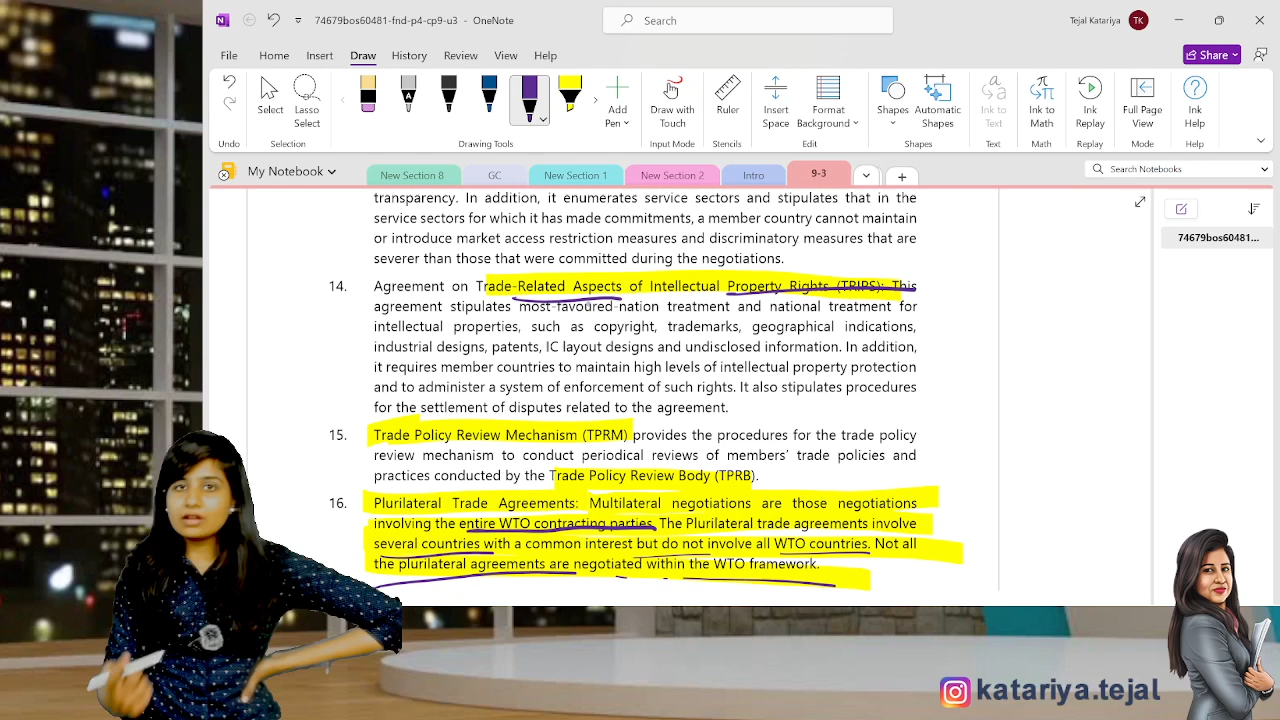 74679bos60481-fnd-p4-cp9-u3 - OneNote
Search
Tejal Katariya
TK
File Home Insert Draw History Review View Help
Share
Select
Lasso Select
Add Pen
Draw with Touch
Ruler
Insert Space
Format Background
Shapes
Automatic Shapes
Ink to Text
Ink to Math
Ink Replay
Full Page View
Ink Help
Undo Selection Drawing Tools Input Mode Stencils Edit Shapes Text Math Replay Mode Help
My Notebook
New Section 8 GC New Section 1 New Section 2 Intro 9-3
Search Notebooks
74679bos60481...
transparency. In addition, it enumerates service sectors and stipulates that in the
service sectors for which it has made commitments, a member country cannot maintain
or introduce market access restriction measures and discriminatory measures that are
severer than those that were committed during the negotiations.
14. Agreement on Trade-Related Aspects of Intellectual Property Rights (TRIPS): This
agreement stipulates most-favoured-nation treatment and national treatment for
intellectual properties, such as copyright, trademarks, geographical indications,
industrial designs, patents, IC layout designs and undisclosed information. In addition,
it requires member countries to maintain high levels of intellectual property protection
and to administer a system of enforcement of such rights. It also stipulates procedures
for the settlement of disputes related to the agreement.
15. Trade Policy Review Mechanism (TPRM) provides the procedures for the trade policy
review mechanism to conduct periodical reviews of members' trade policies and
practices conducted by the Trade Policy Review Body (TPRB).
16. Plurilateral Trade Agreements: Multilateral negotiations are those negotiations
involving the entire WTO contracting parties. The Plurilateral trade agreements involve
several countries with a common interest but do not involve all WTO countries. Not all
the plurilateral agreements are negotiated within the WTO framework.
katariya.tejal